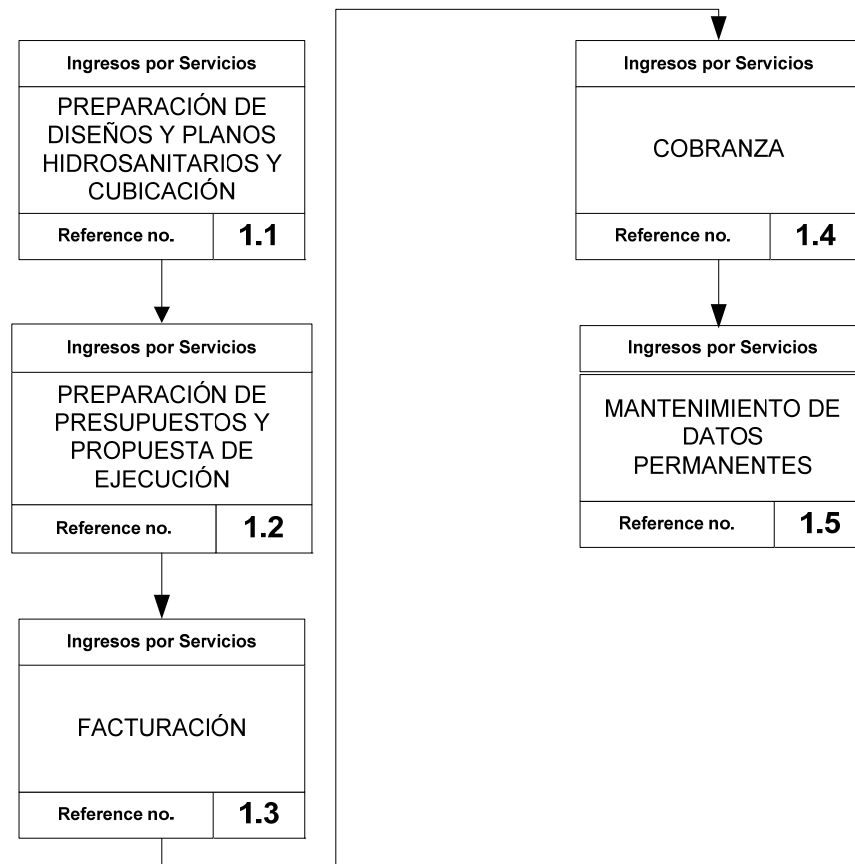 Ingresos por Servicios
PREPARACIÓN DE
DISEÑOS Y PLANOS
HIDROSANITARIOS Y
CUBICACIÓN
Reference no.
1.1
Ingresos por Servicios
PREPARACIÓN DE
PRESUPUESTOS Y
PROPUESTA DE
EJECUCIÓN
Reference no.
1.2
Ingresos por Servicios
FACTURACIÓN
Reference no.
1.3
Ingresos por Servicios
COBRANZA
Reference no.
1.4
Ingresos por Servicios
MANTENIMIENTO DE
DATOS
PERMANENTES
Reference no.
1.5